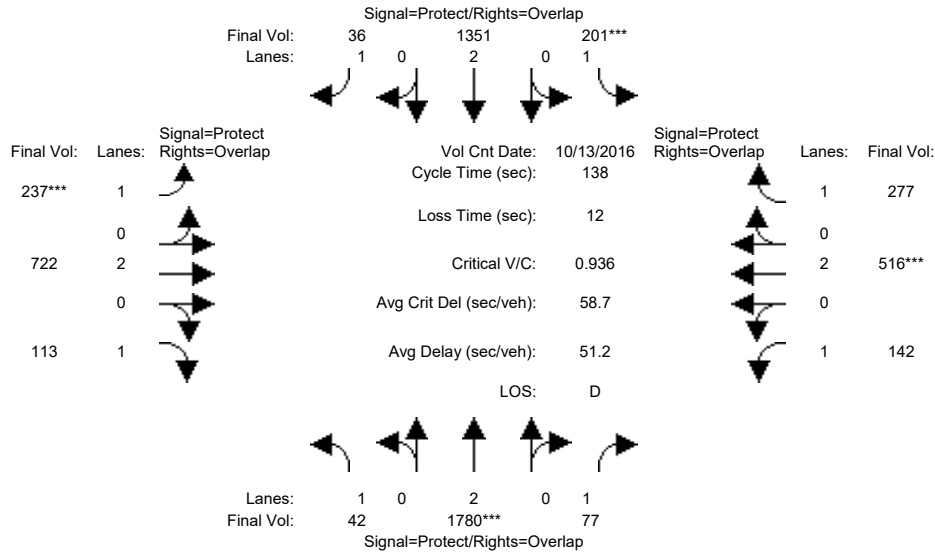 Signal=Protect/Rights=Overlap
Final Vol: 36 1351 201***
Lanes: 1 0 2 0 1
Signal=Protect Signal=Protect
Final Vol: Lanes: Rights=Overlap Vol Cnt Date: 10/13/2016 Rights=Overlap Lanes: Final Vol:
Cycle Time (sec): 138
237*** 1 1 277
Loss Time (sec): 12
0 0
722 2 Critical V/C: 0.936 2 516***
0 Avg Crit Del (sec/veh): 58.7 0
113 1 Avg Delay (sec/veh): 51.2 1 142
LOS: D
Lanes: 1 0 2 0 1
Final Vol: 42 1780*** 77
Signal=Protect/Rights=Overlap